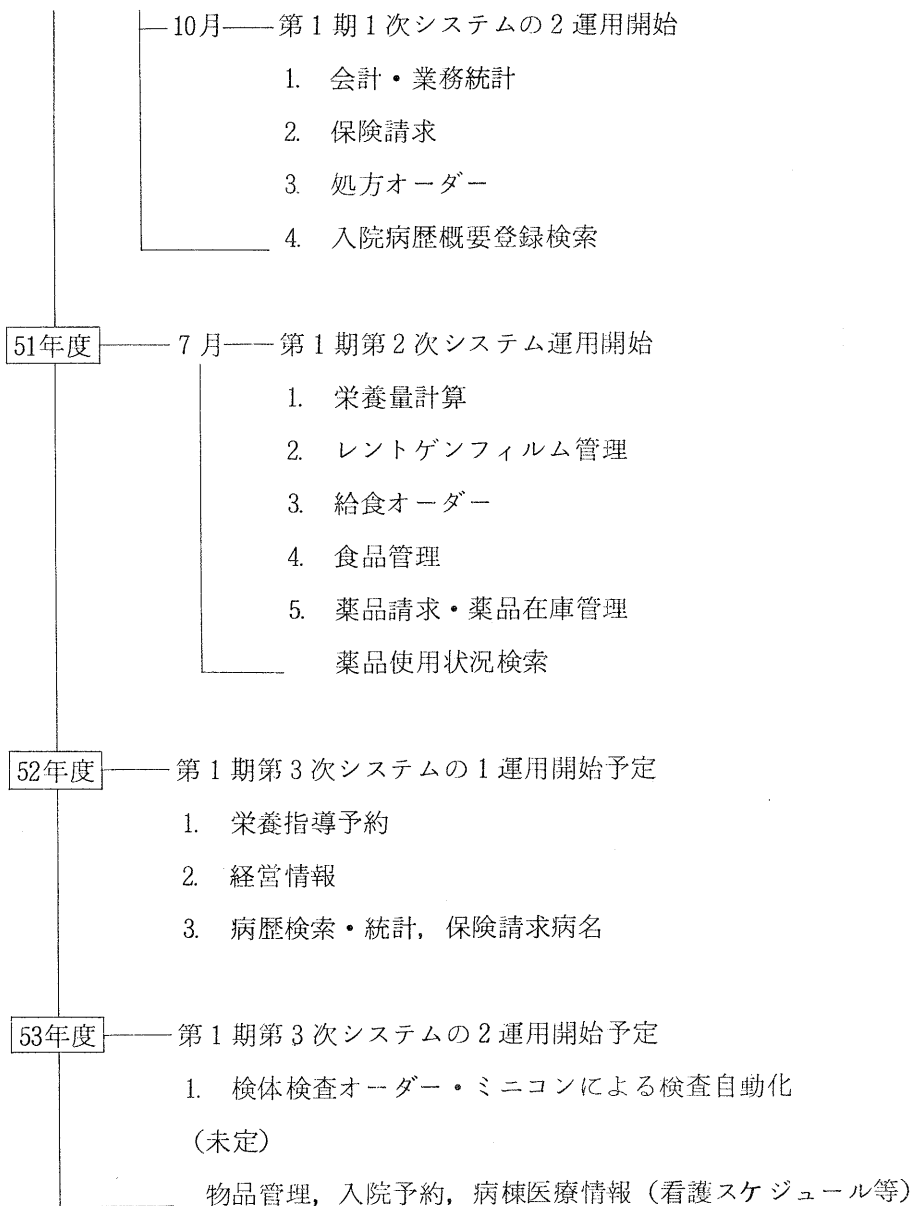 10月 第1期1次システムの2運用開始
1. 会計・業務統計
2. 保険請求
3. 処方オーダー
4. 入院病歴概要登録検索
51年度 7月 第1期第2次システム運用開始
1. 栄養量計算
2. レントゲンフィルム管理
3. 給食オーダー
4. 食品管理
5. 薬品請求・薬品在庫管理
薬品使用状況検索
52年度 第1期第3次システムの1運用開始予定
1. 栄養指導予約
2. 経営情報
3. 病歴検索・統計, 保険請求病名
53年度 第1期第3次システムの2運用開始予定
1. 検体検査オーダー・ミニコンによる検査自動化
(未定)
物品管理, 入院予約, 病棟医療情報 (看護スケジュール等)